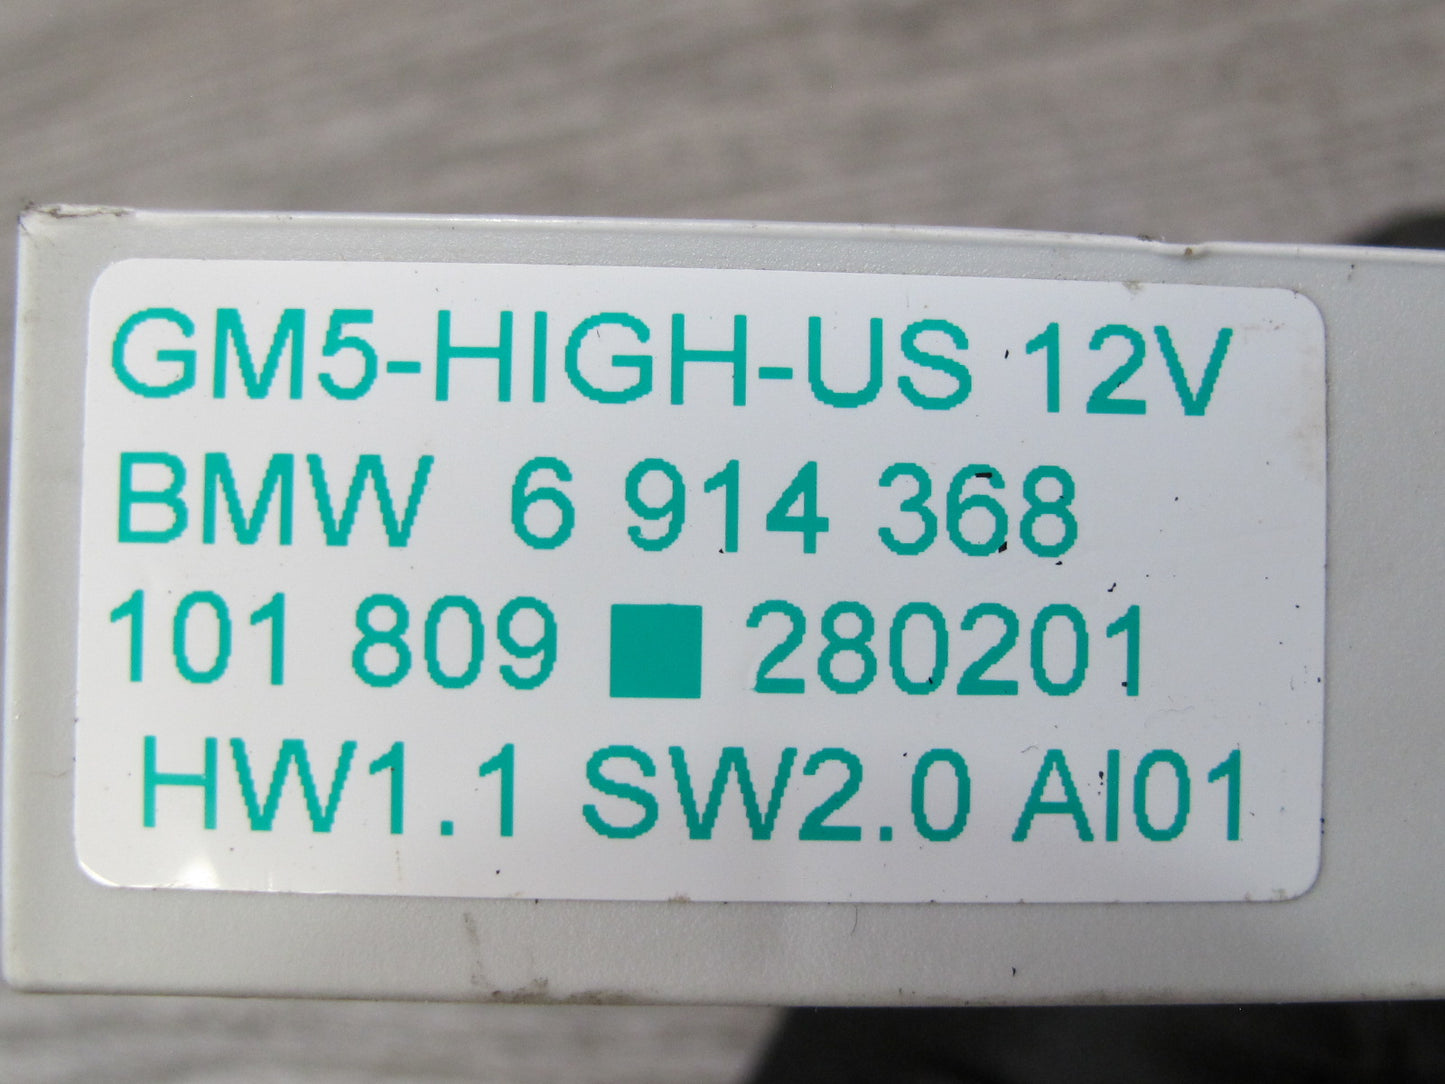 GM5-HIGH-US 12V
BMW 6 914 368
101 809 ■ 280201
HW1.1 SW2.0 AI01